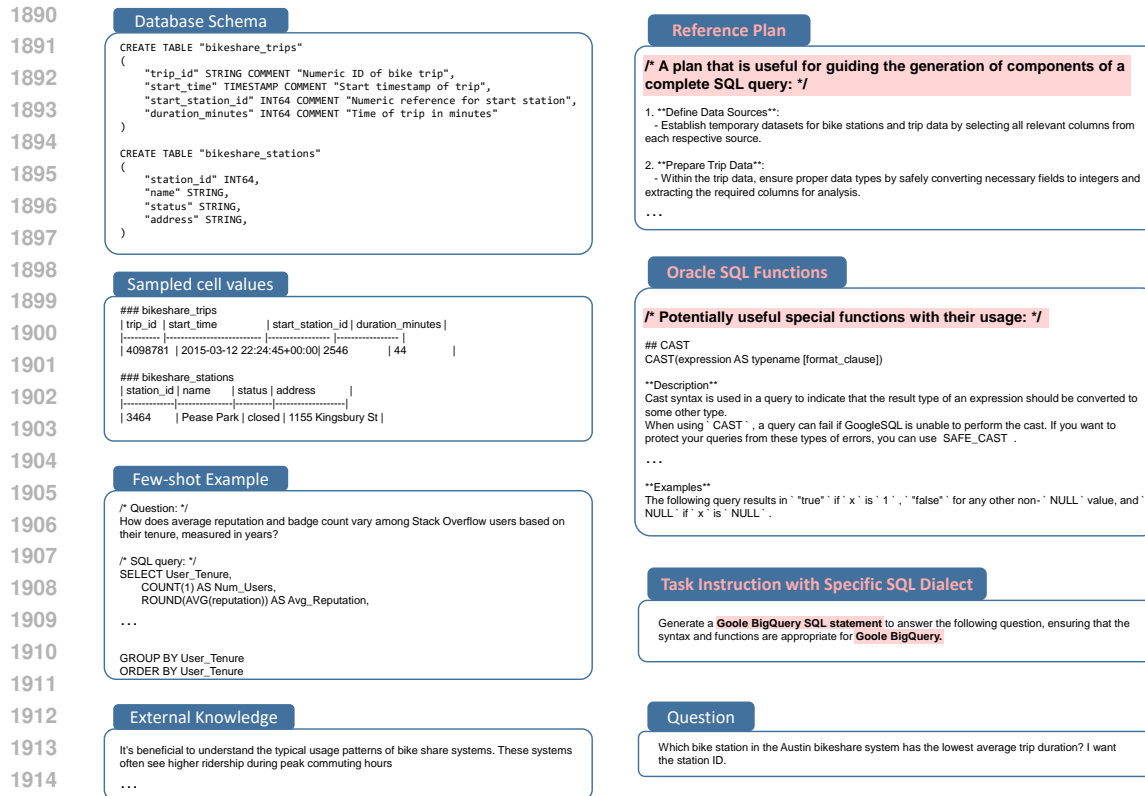 1890
1891
1892
1893
1894
1895
1896
1897
1898
1899
1900
1901
1902
1903
1904
1905
1906
1907
1908
1909
1910
1911
1912
1913
1914
Database Schema
CREATE TABLE "bikeshare_trips"
(
"trip_id" STRING COMMENT "Numeric ID of bike trip",
"start_time" TIMESTAMP COMMENT "Start timestamp of trip",
"start_station_id" INT64 COMMENT "Numeric reference for start station",
"duration_minutes" INT64 COMMENT "Time of trip in minutes"
)
CREATE TABLE "bikeshare_stations"
(
"station_id" INT64,
"name" STRING,
"status" STRING,
"address" STRING,
)
Sampled cell values
### bikeshare_trips
| trip_id | start_time | start_station_id | duration_minutes |
|---------- |------------------------- |---------------- |----------------- |
| 4098781 | 2015-03-12 22:24:45+00:00| 2546 | 44 |
### bikeshare_stations
| station_id | name | status | address |
|-------------|--------------|---------|------------------|
| 3464 | Pease Park | closed | 1155 Kingsbury St |
Few-shot Example
/* Question: */
How does average reputation and badge count vary among Stack Overflow users based on
their tenure, measured in years?
/* SQL query: */
SELECT User_Tenure,
COUNT(1) AS Num_Users,
ROUND(AVG(reputation)) AS Avg_Reputation,
...
GROUP BY User_Tenure
ORDER BY User_Tenure
External Knowledge
It's beneficial to understand the typical usage patterns of bike share systems. These systems
often see higher ridership during peak commuting hours
...
Reference Plan
/* A plan that is useful for guiding the generation of components of a
complete SQL query: */
1. **Define Data Sources**:
- Establish temporary datasets for bike stations and trip data by selecting all relevant columns from
each respective source.
2. **Prepare Trip Data**:
- Within the trip data, ensure proper data types by safely converting necessary fields to integers and
extracting the required columns for analysis.
...
Oracle SQL Functions
/* Potentially useful special functions with their usage: */
## CAST
CAST(expression AS typename [format_clause])
**Description**
Cast syntax is used in a query to indicate that the result type of an expression should be converted to
some other type.
When using ` CAST ` , a query can fail if GoogleSQL is unable to perform the cast. If you want to
protect your queries from these types of errors, you can use SAFE_CAST .
...
**Examples**
The following query results in ` "true" ` if ` x ` is ` 1 ` , ` "false" ` for any other non- ` NULL ` value, and `
NULL ` if ` x ` is ` NULL ` .
Task Instruction with Specific SQL Dialect
Generate a Goole BigQuery SQL statement to answer the following question, ensuring that the
syntax and functions are appropriate for Goole BigQuery.
Question
Which bike station in the Austin bikeshare system has the lowest average trip duration? I want
the station ID.